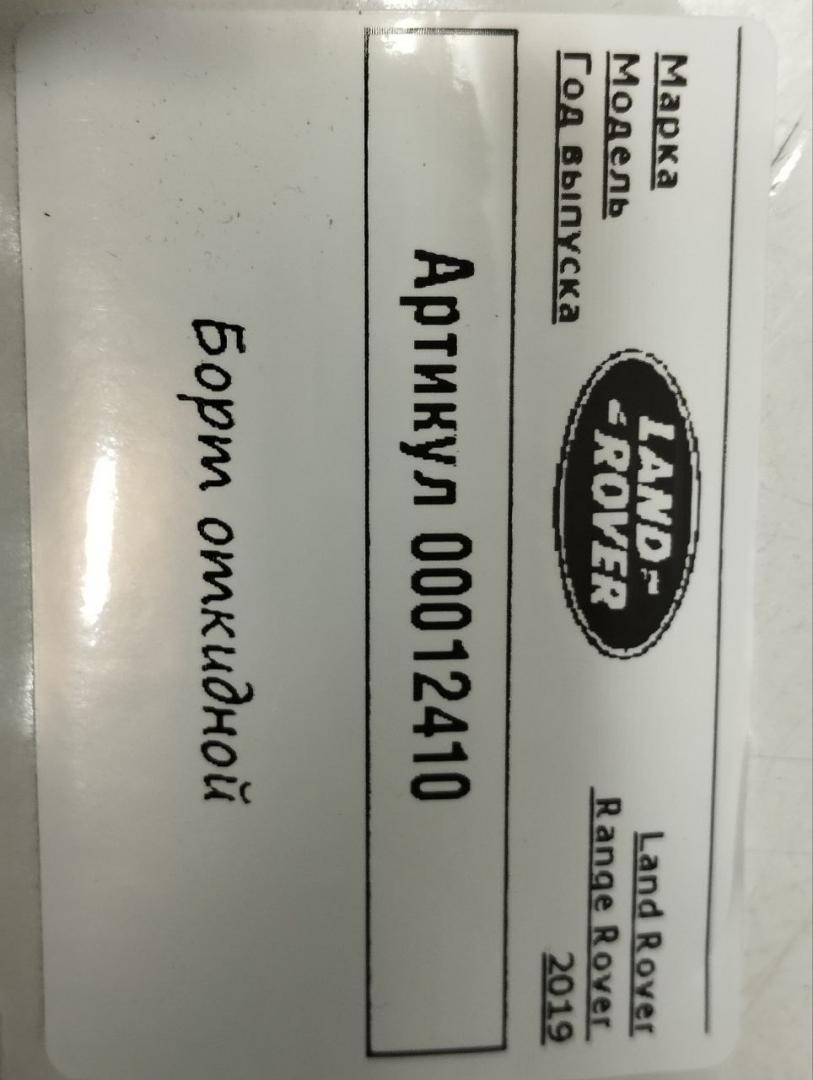 Марка
Модель
Год выпуска
LAND
ROVER
Land Rover
Range Rover
2019
Артикул 00012410
Борт откидной